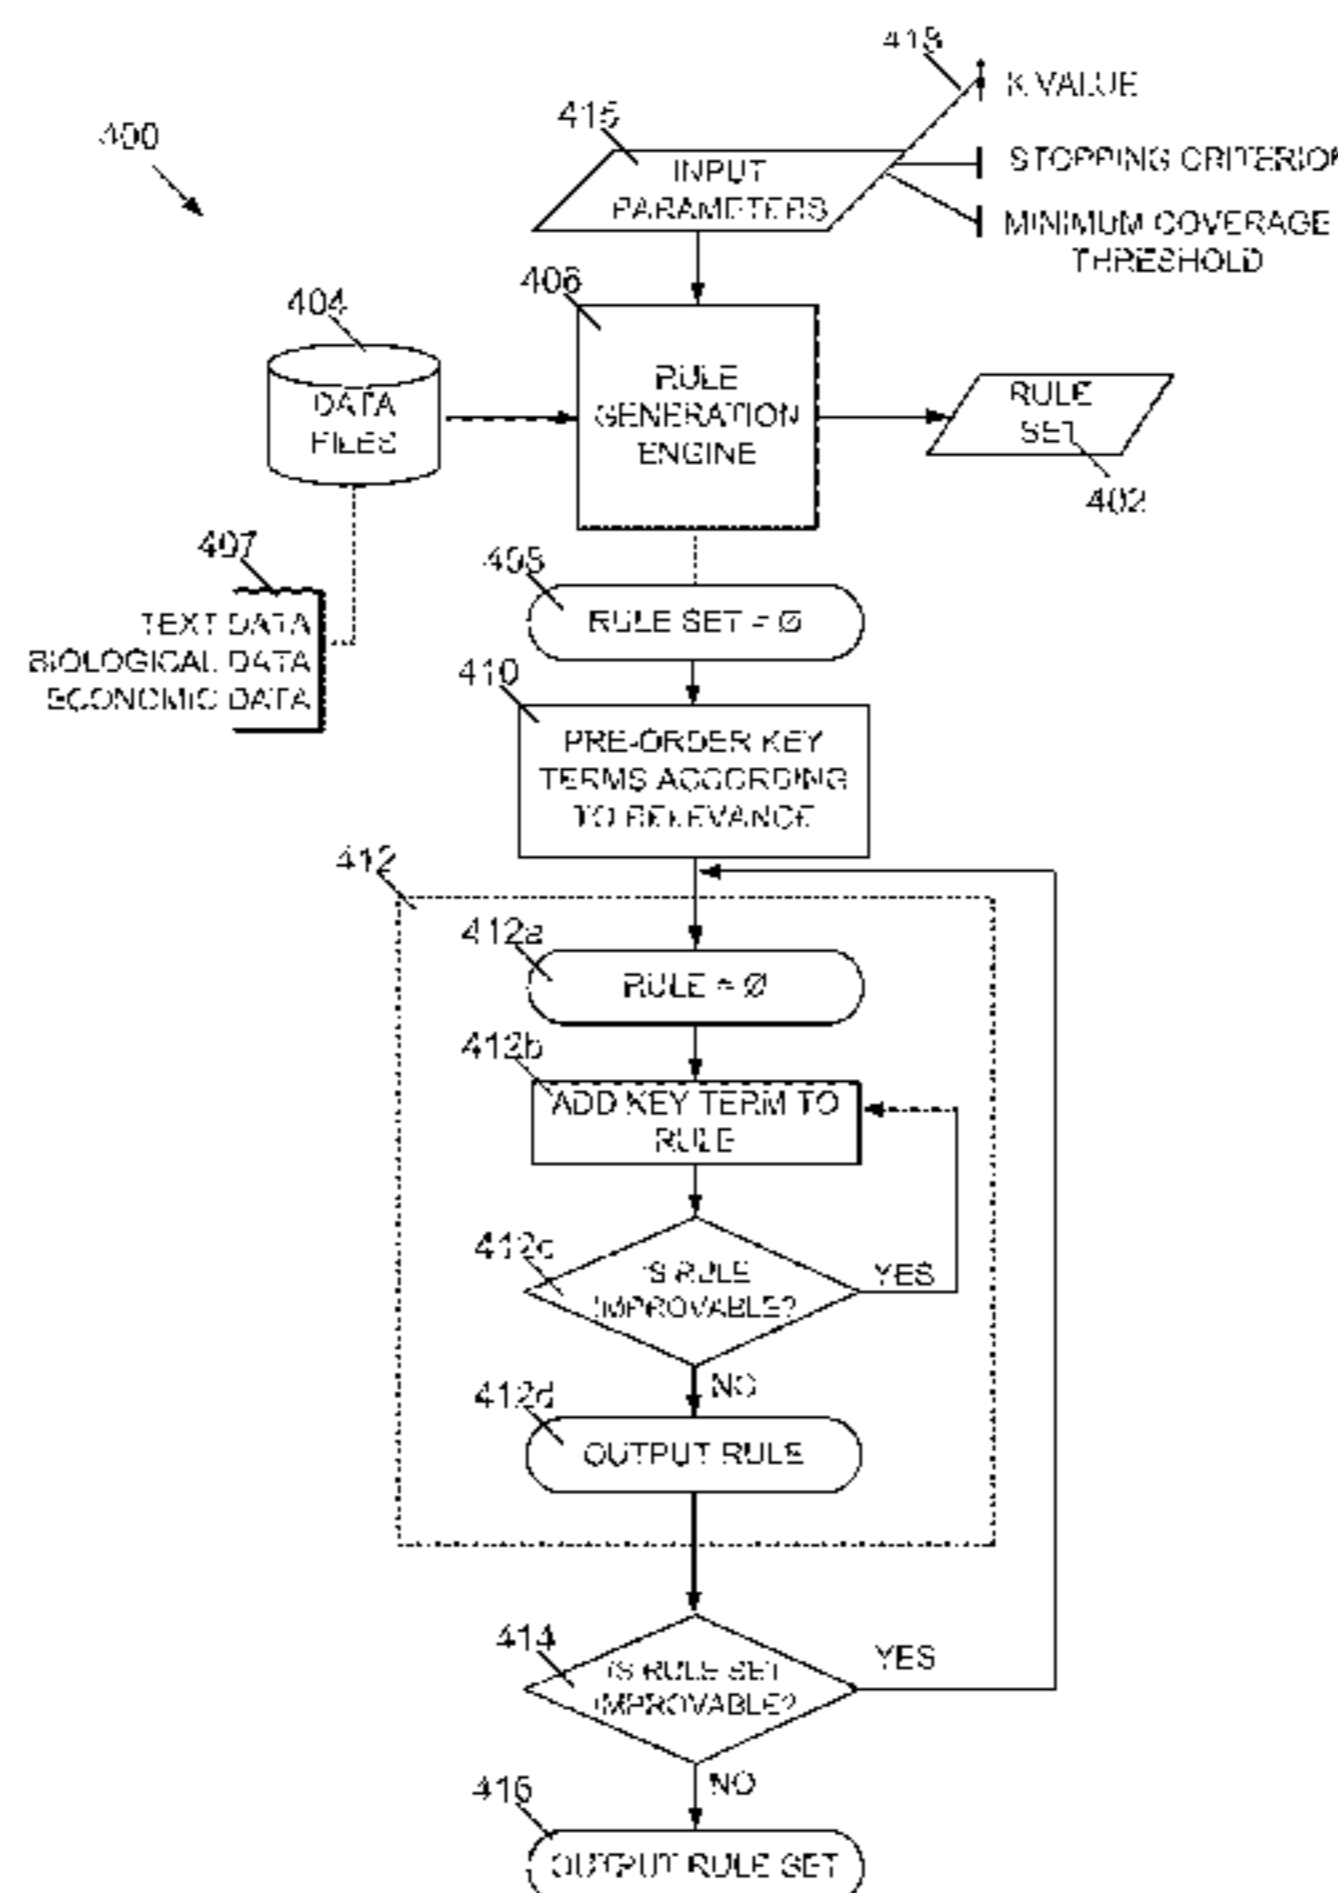 418
K VALUE
400
415
INPUT
PARAMETERS
STOPPING CRITERION
MINIMUM COVERAGE
THRESHOLD
406
404
DATA
FILES
RULE
GENERATION
ENGINE
RULE
SET
402
407
TEXT DATA
BIOLOGICAL DATA
ECONOMIC DATA
408
RULE SET = Ø
410
PRE-ORDER KEY
TERMS ACCORDING
TO RELEVANCE
412
412a
RULE = Ø
412b
ADD KEY TERM TO
RULE
412c
IS RULE
IMPROVABLE?
YES
NO
412d
OUTPUT RULE
414
IS RULE SET
IMPROVABLE?
YES
NO
416
OUTPUT RULE SET